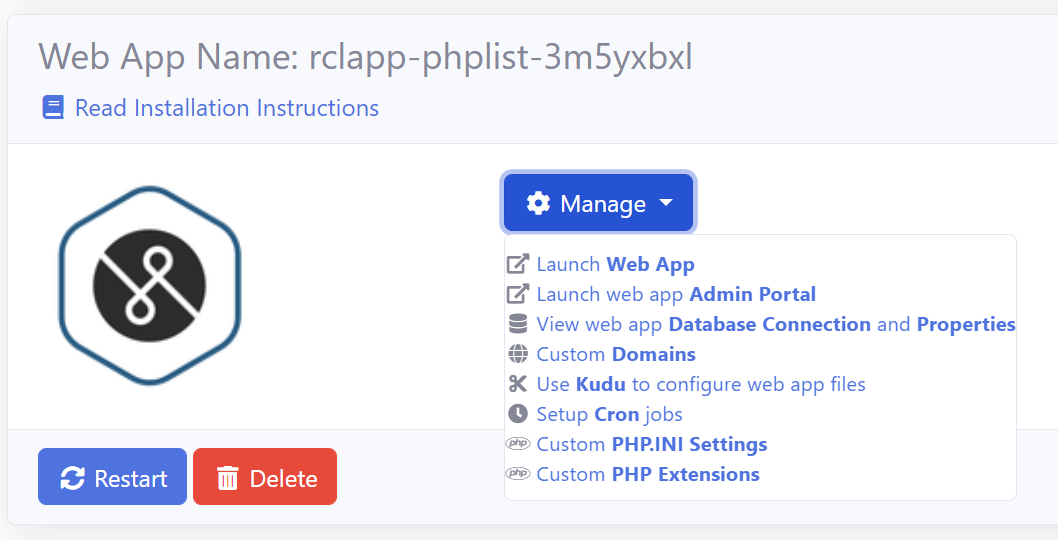 Web App Name: rclapp-phplist-3m5yxbxl
Read Installation Instructions
Manage
Launch Web App
Launch web app Admin Portal
View web app Database Connection and Properties
Custom Domains
Use Kudu to configure web app files
Setup Cron jobs
php Custom PHP.INI Settings
php Custom PHP Extensions
Restart Delete